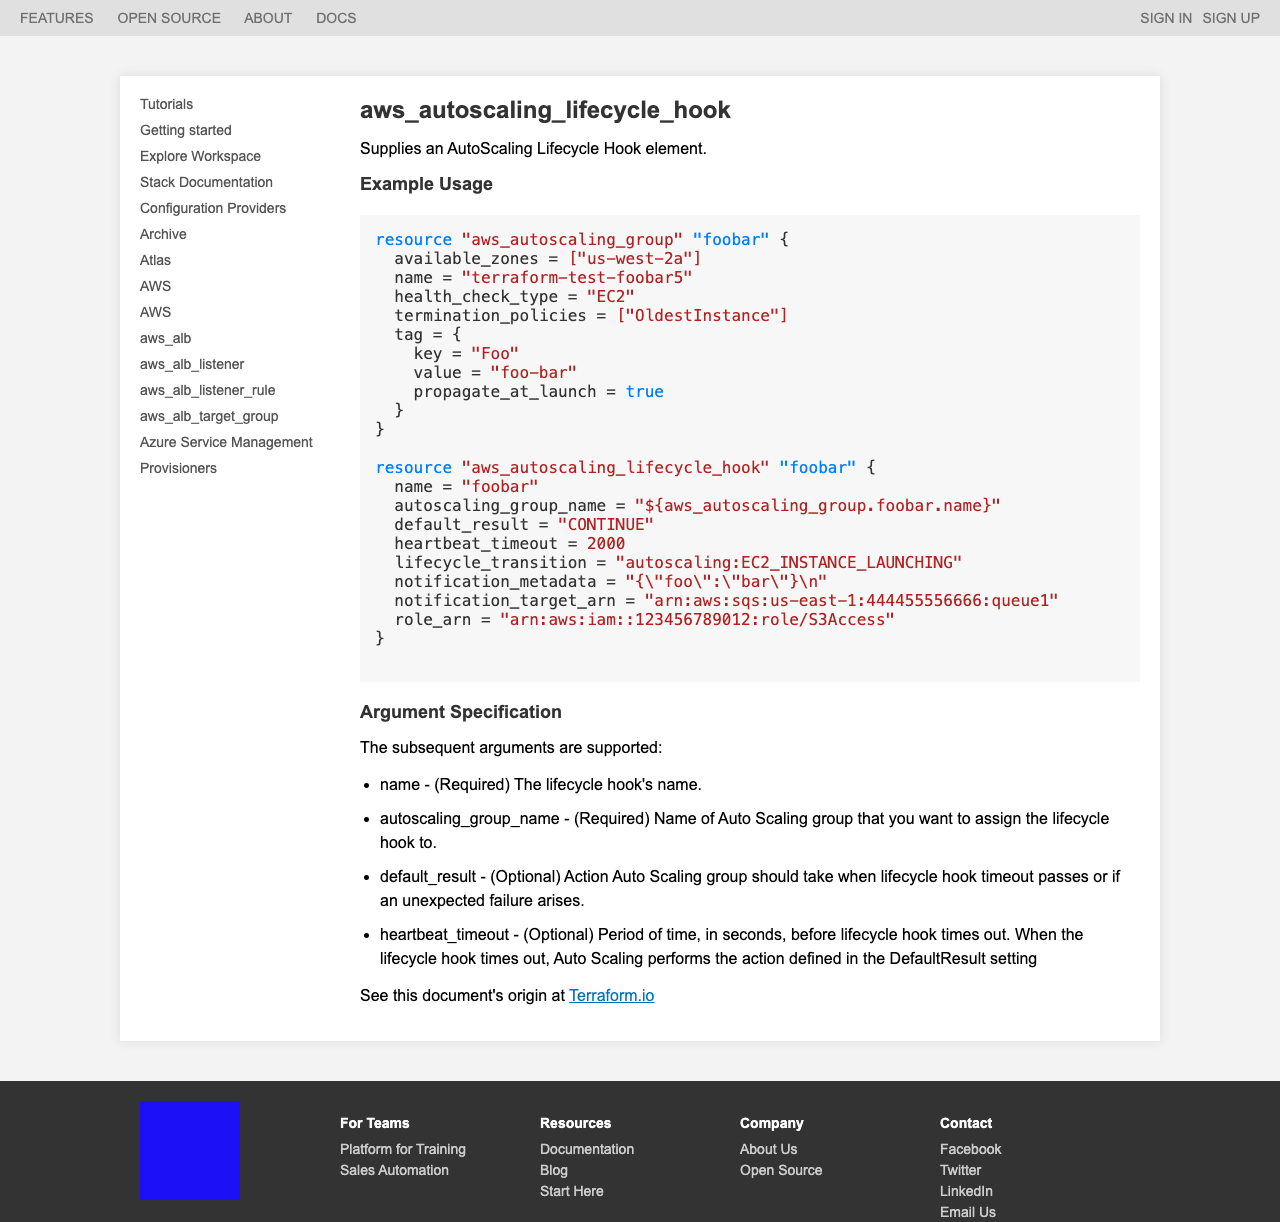 FEATURES OPEN SOURCE ABOUT DOCS SIGN IN SIGN UP
Tutorials
Getting started
Explore Workspace
Stack Documentation
Configuration Providers
Archive
Atlas
AWS
AWS
aws_alb
aws_alb_listener
aws_alb_listener_rule
aws_alb_target_group
Azure Service Management
Provisioners
aws_autoscaling_lifecycle_hook
Supplies an AutoScaling Lifecycle Hook element.
Example Usage
resource "aws_autoscaling_group" "foobar" {
  available_zones = ["us-west-2a"]
  name = "terraform-test-foobar5"
  health_check_type = "EC2"
  termination_policies = ["OldestInstance"]
  tag = {
    key = "Foo"
    value = "foo-bar"
    propagate_at_launch = true
  }
}
resource "aws_autoscaling_lifecycle_hook" "foobar" {
  name = "foobar"
  autoscaling_group_name = "${aws_autoscaling_group.foobar.name}"
  default_result = "CONTINUE"
  heartbeat_timeout = 2000
  lifecycle_transition = "autoscaling:EC2_INSTANCE_LAUNCHING"
  notification_metadata = "{\"foo\":\"bar\"}\n"
  notification_target_arn = "arn:aws:sqs:us-east-1:444455556666:queue1"
  role_arn = "arn:aws:iam::123456789012:role/S3Access"
}
Argument Specification
The subsequent arguments are supported:
• name - (Required) The lifecycle hook's name.
• autoscaling_group_name - (Required) Name of Auto Scaling group that you want to assign the lifecycle
hook to.
• default_result - (Optional) Action Auto Scaling group should take when lifecycle hook timeout passes or if
an unexpected failure arises.
• heartbeat_timeout - (Optional) Period of time, in seconds, before lifecycle hook times out. When the
lifecycle hook times out, Auto Scaling performs the action defined in the DefaultResult setting
See this document's origin at Terraform.io
For Teams
Platform for Training
Sales Automation
Resources
Documentation
Blog
Start Here
Company
About Us
Open Source
Contact
Facebook
Twitter
LinkedIn
Email Us